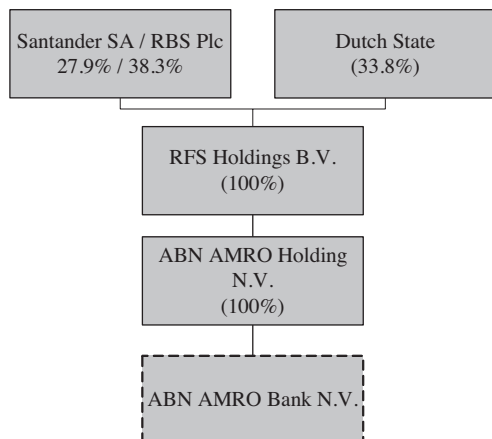 Santander SA / RBS Plc
27.9% / 38.3%
Dutch State
(33.8%)
RFS Holdings B.V.
(100%)
ABN AMRO Holding
N.V.
(100%)
ABN AMRO Bank N.V.